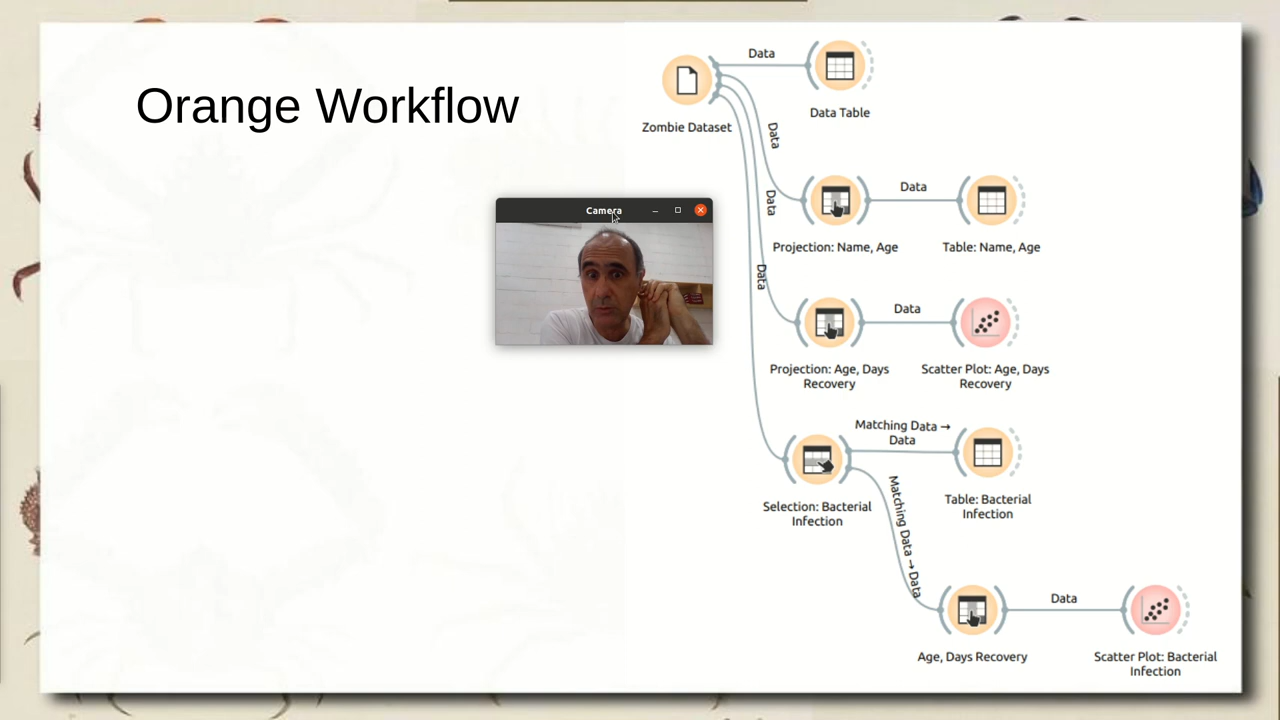 Orange Workflow
Data
Zombie Dataset
Data Table
Data
Data
Data
Camera
Projection: Name, Age
Data
Table: Name, Age
Projection: Age, Days
Recovery
Data
Scatter Plot: Age, Days
Recovery
Matching Data → 
Data
Selection: Bacterial
Infection
Table: Bacterial
Infection
Matching Data → Data
Age, Days Recovery
Data
Scatter Plot: Bacterial
Infection